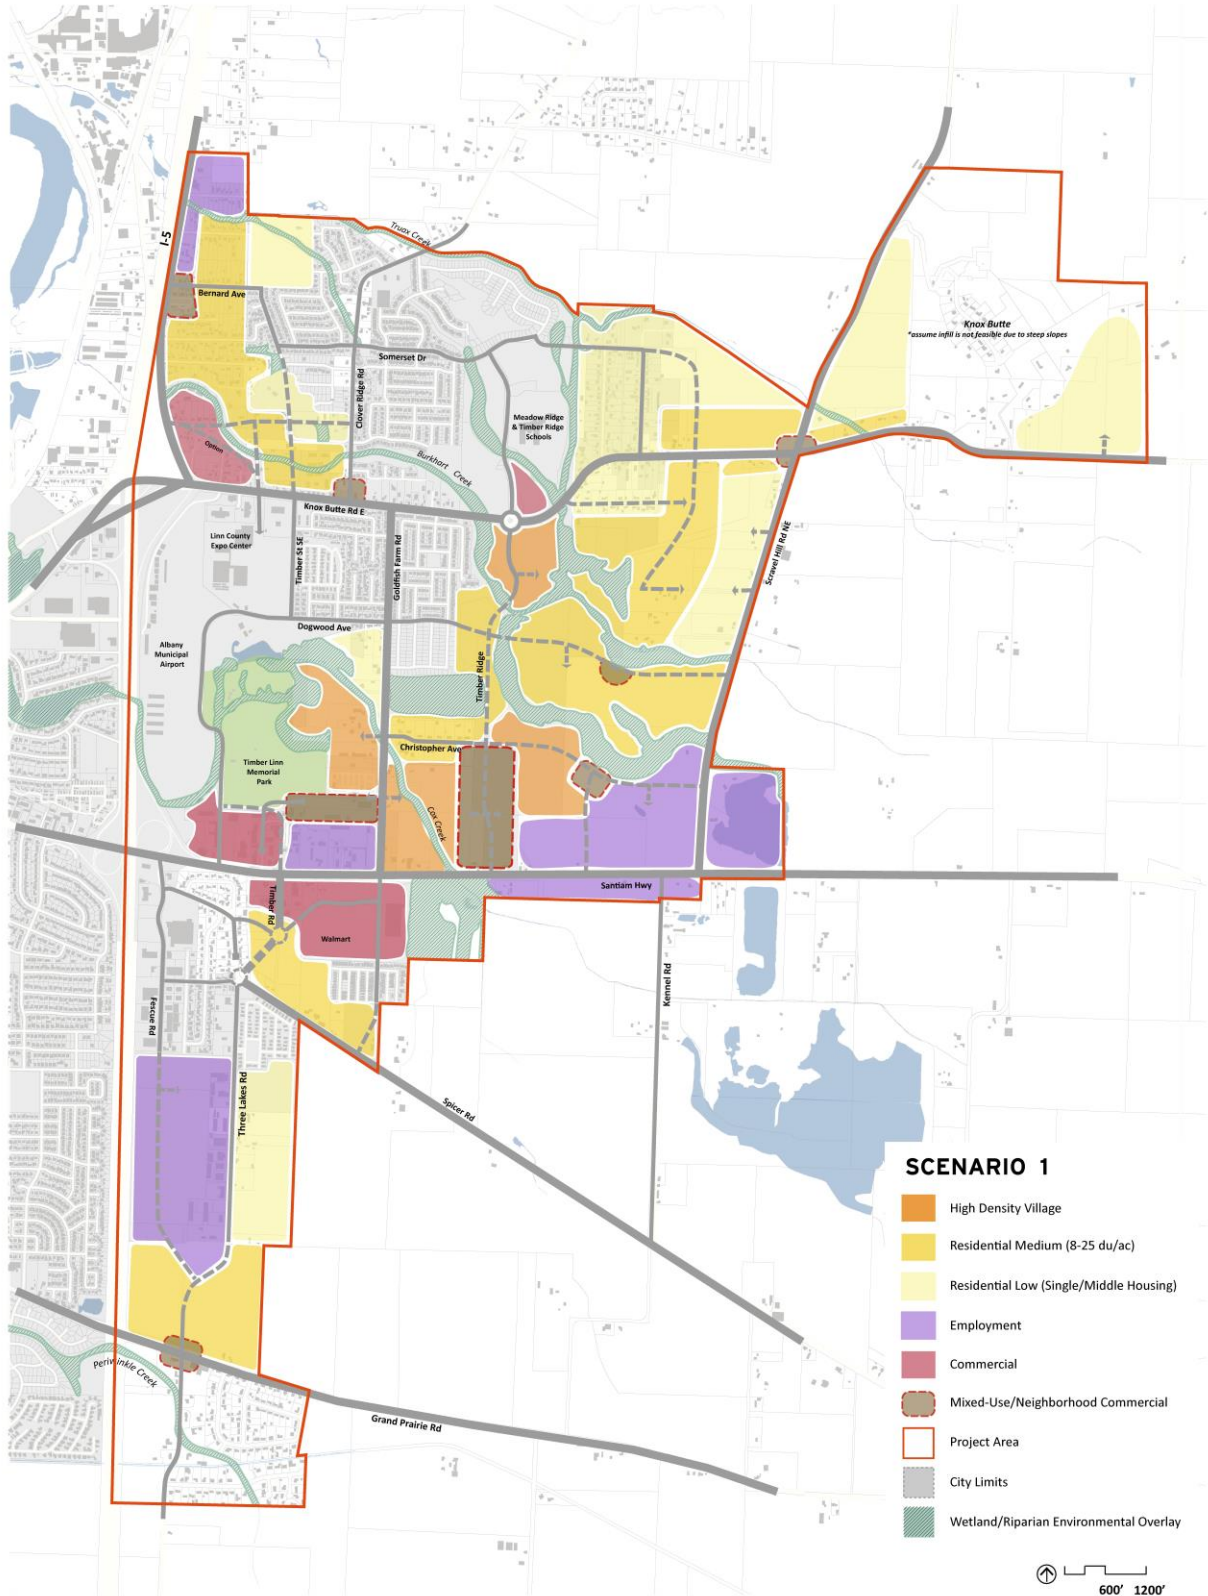 I-5
Truax Creek
Bernard Ave
Knox Butte
*assume infill is not feasible due to steep slopes
Somerset Dr
Clover Ridge Rd
Meadow Ridge
& Timber Ridge
Schools
Option
Burkhart Creek
Knox Butte Rd E
Linn County
Expo Center
Timber St SE
Goldfish Farm Rd
Scravel Hill Rd NE
Dogwood Ave
Albany
Municipal
Airport
Timber Ridge
Christopher Ave
Timber Linn
Memorial
Park
Cox Creek
Santiam Hwy
Timber Rd
Walmart
Kennel Rd
Fescue Rd
Three Lakes Rd
Spicer Rd
Periwinkle Creek
Grand Prairie Rd
SCENARIO 1
High Density Village
Residential Medium (8-25 du/ac)
Residential Low (Single/Middle Housing)
Employment
Commercial
Mixed-Use/Neighborhood Commercial
Project Area
City Limits
Wetland/Riparian Environmental Overlay
600' 1200'